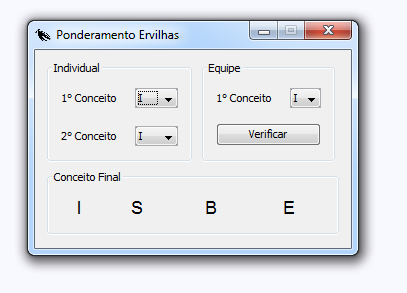 Ponderamento Ervilhas
Individual
1º Conceito I
2º Conceito I
Equipe
1º Conceito I
Verificar
Conceito Final
I S B E